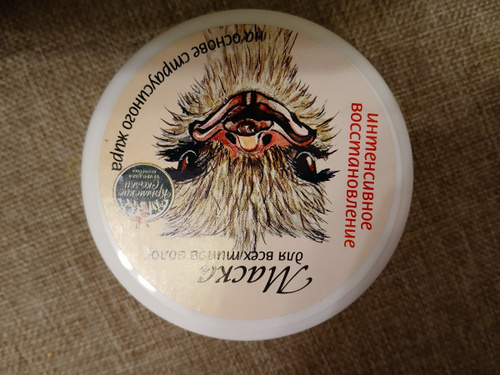 Маска
для всех типов волос
интенсивное
восстановление
на основе страусиного жира